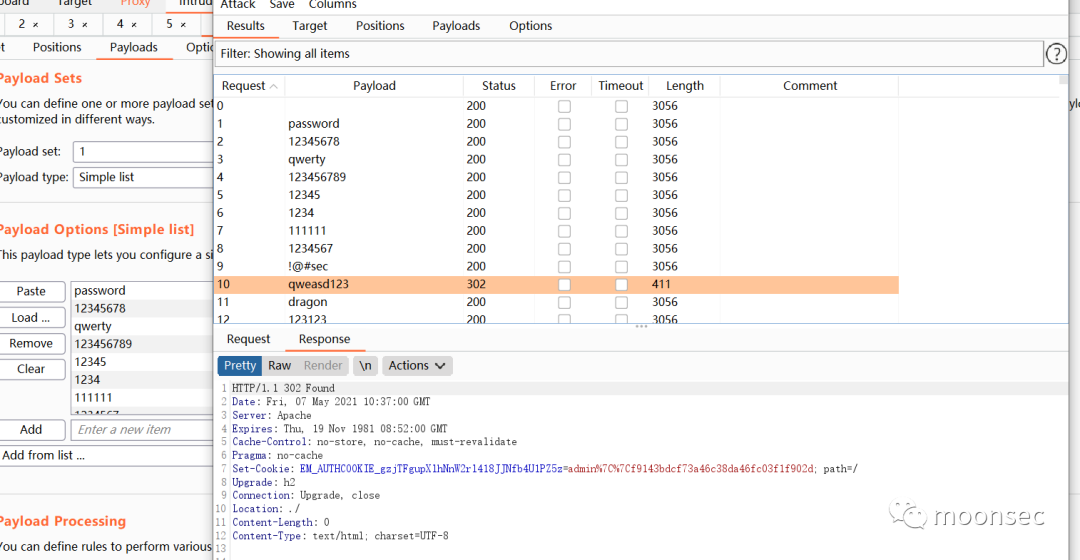 board Target Proxy Intrud
2 × 3 × 4 × 5 ×
et Positions Payloads Optio
Payload Sets
You can define one or more payload set
customized in different ways.
Payload set: 1
Payload type: Simple list
Payload Options [Simple list]
This payload type lets you configure a si
Paste
Load ...
Remove
Clear
password
12345678
qwerty
123456789
12345
1234
111111
1234567
Add Enter a new item
Add from list ...
Payload Processing
You can define rules to perform various
Attack Save Columns
Results Target Positions Payloads Options
Filter: Showing all items ?
Request Payload Status Error Timeout Length Comment
0 200 3056
1 password 200 3056
2 12345678 200 3056
3 qwerty 200 3056
4 123456789 200 3056
5 12345 200 3056
6 1234 200 3056
7 111111 200 3056
8 1234567 200 3056
9 !@#sec 200 3056
10 qweasd123 302 411
11 dragon 200 3056
12 123123 200 3056
Request Response
Pretty Raw Render \n Actions
1 HTTP/1.1 302 Found
2 Date: Fri, 07 May 2021 10:37:00 GMT
3 Server: Apache
4 Expires: Thu, 19 Nov 1981 08:52:00 GMT
5 Cache-Control: no-store, no-cache, must-revalidate
6 Pragma: no-cache
7 Set-Cookie: EM_AUTHCOOKIE_gzjTFgupXlhNnW2rl418JJNfb4U1PZ5z=admin%7C%7Cf9143bdcf73a46c38da46fc03f1f902d; path=/
8 Upgrade: h2
9 Connection: Upgrade, close
10 Location: ./
11 Content-Length: 0
12 Content-Type: text/html; charset=UTF-8
13
moonsec